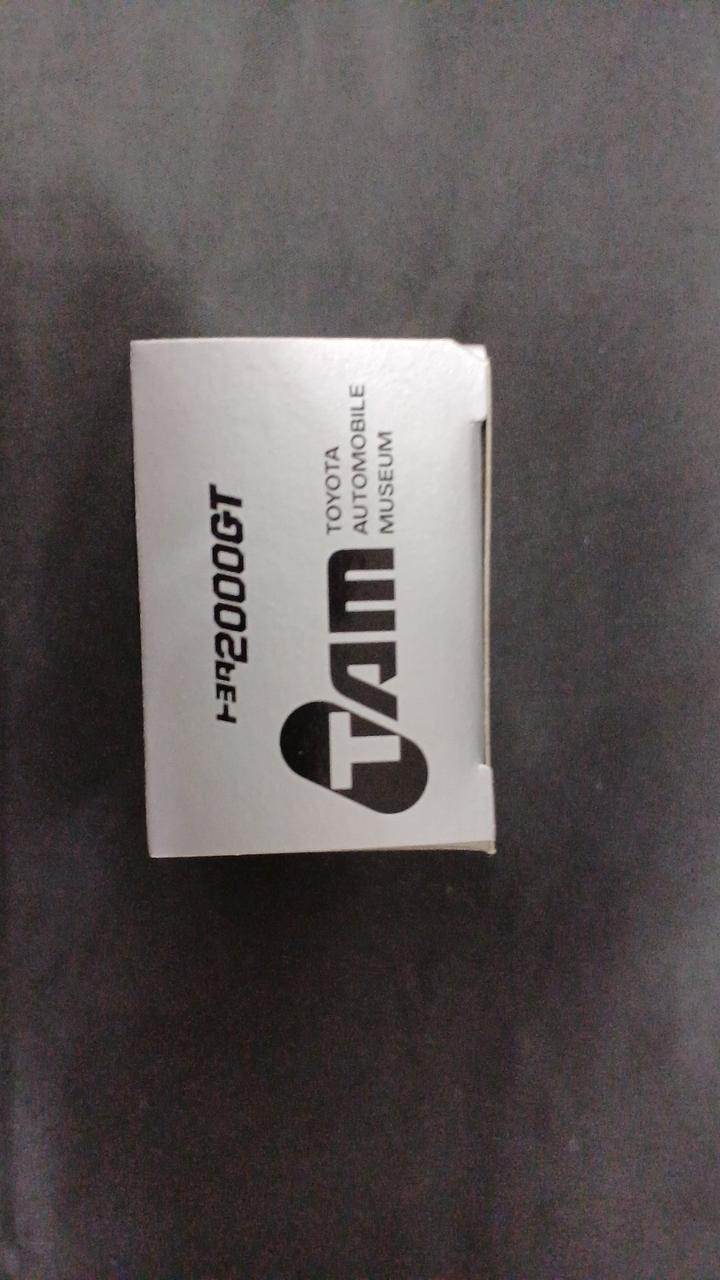 トヨタ2000GT
TAM
TOYOTA
AUTOMOBILE
MUSEUM